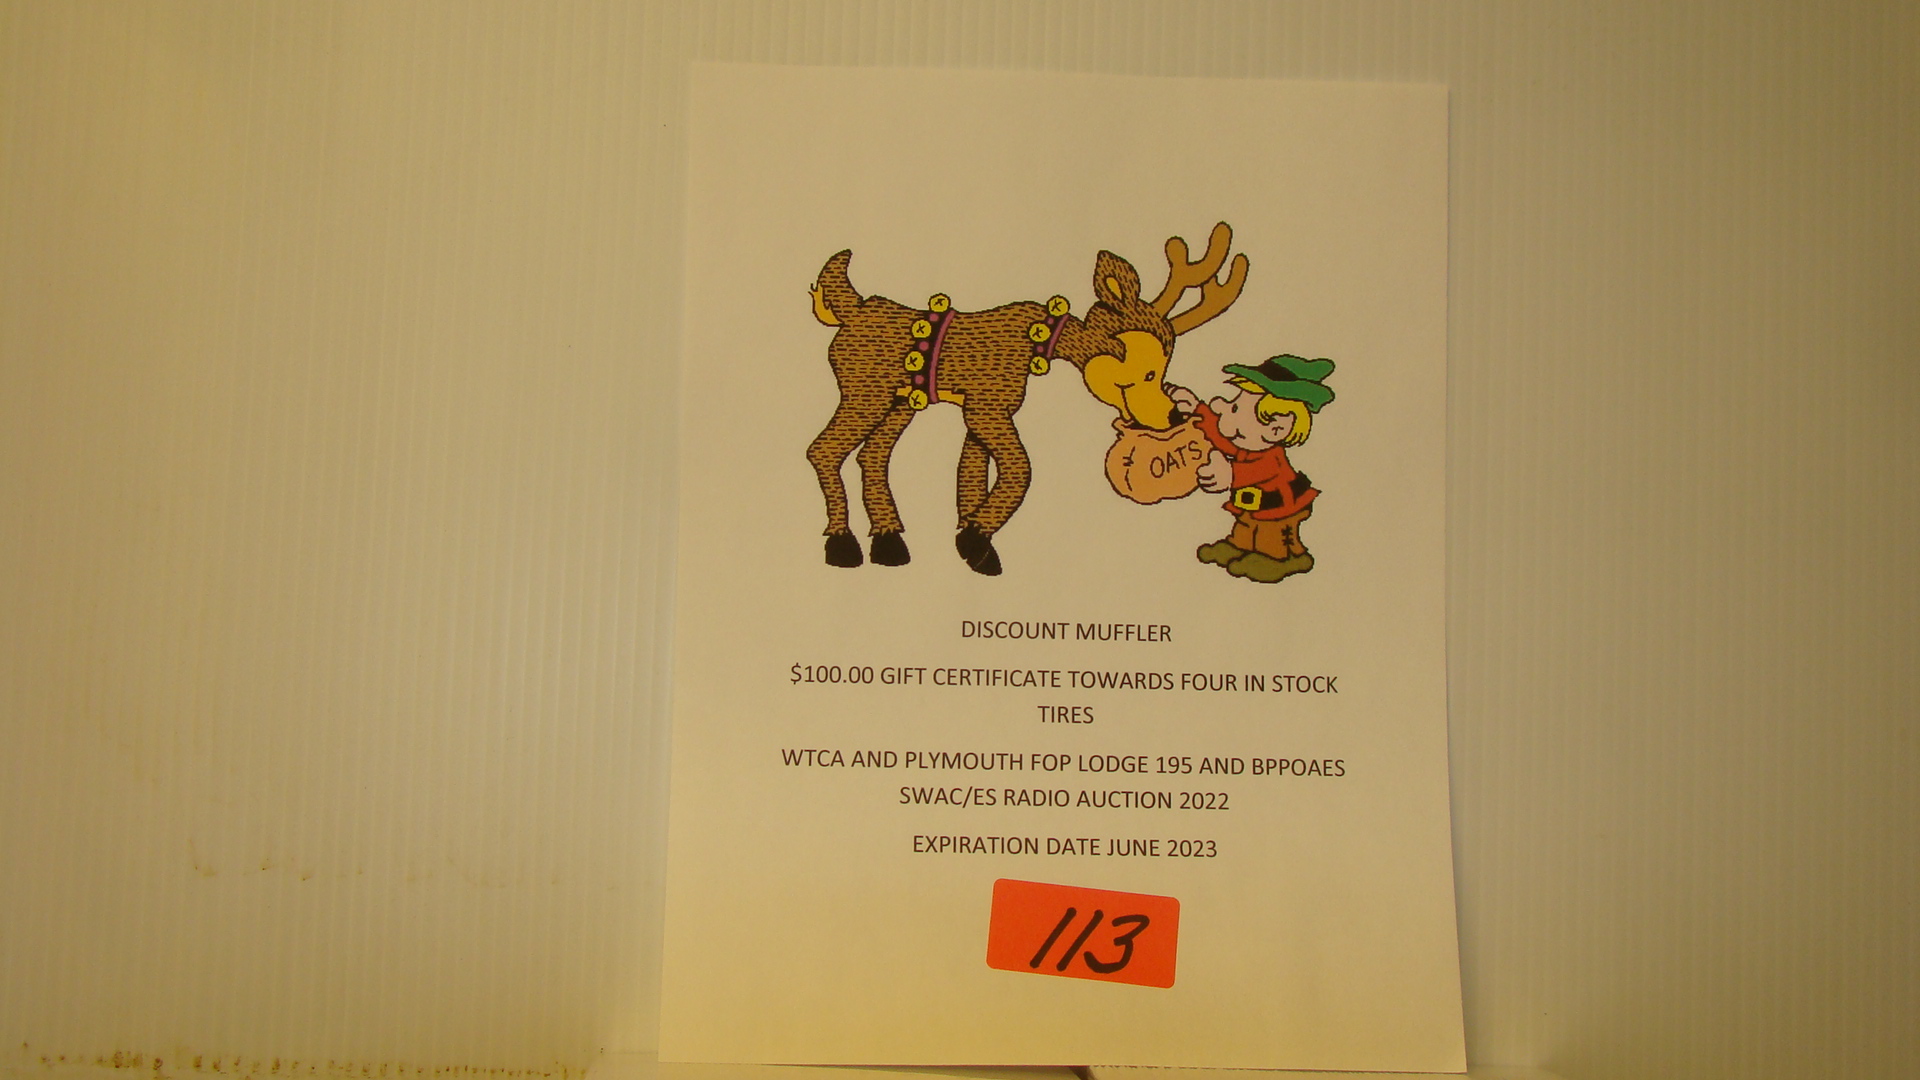 OATS
DISCOUNT MUFFLER
$100.00 GIFT CERTIFICATE TOWARDS FOUR IN STOCK
TIRES
WTCA AND PLYMOUTH FOP LODGE 195 AND BPPOAES
SWAC/ES RADIO AUCTION 2022
EXPIRATION DATE JUNE 2023
113